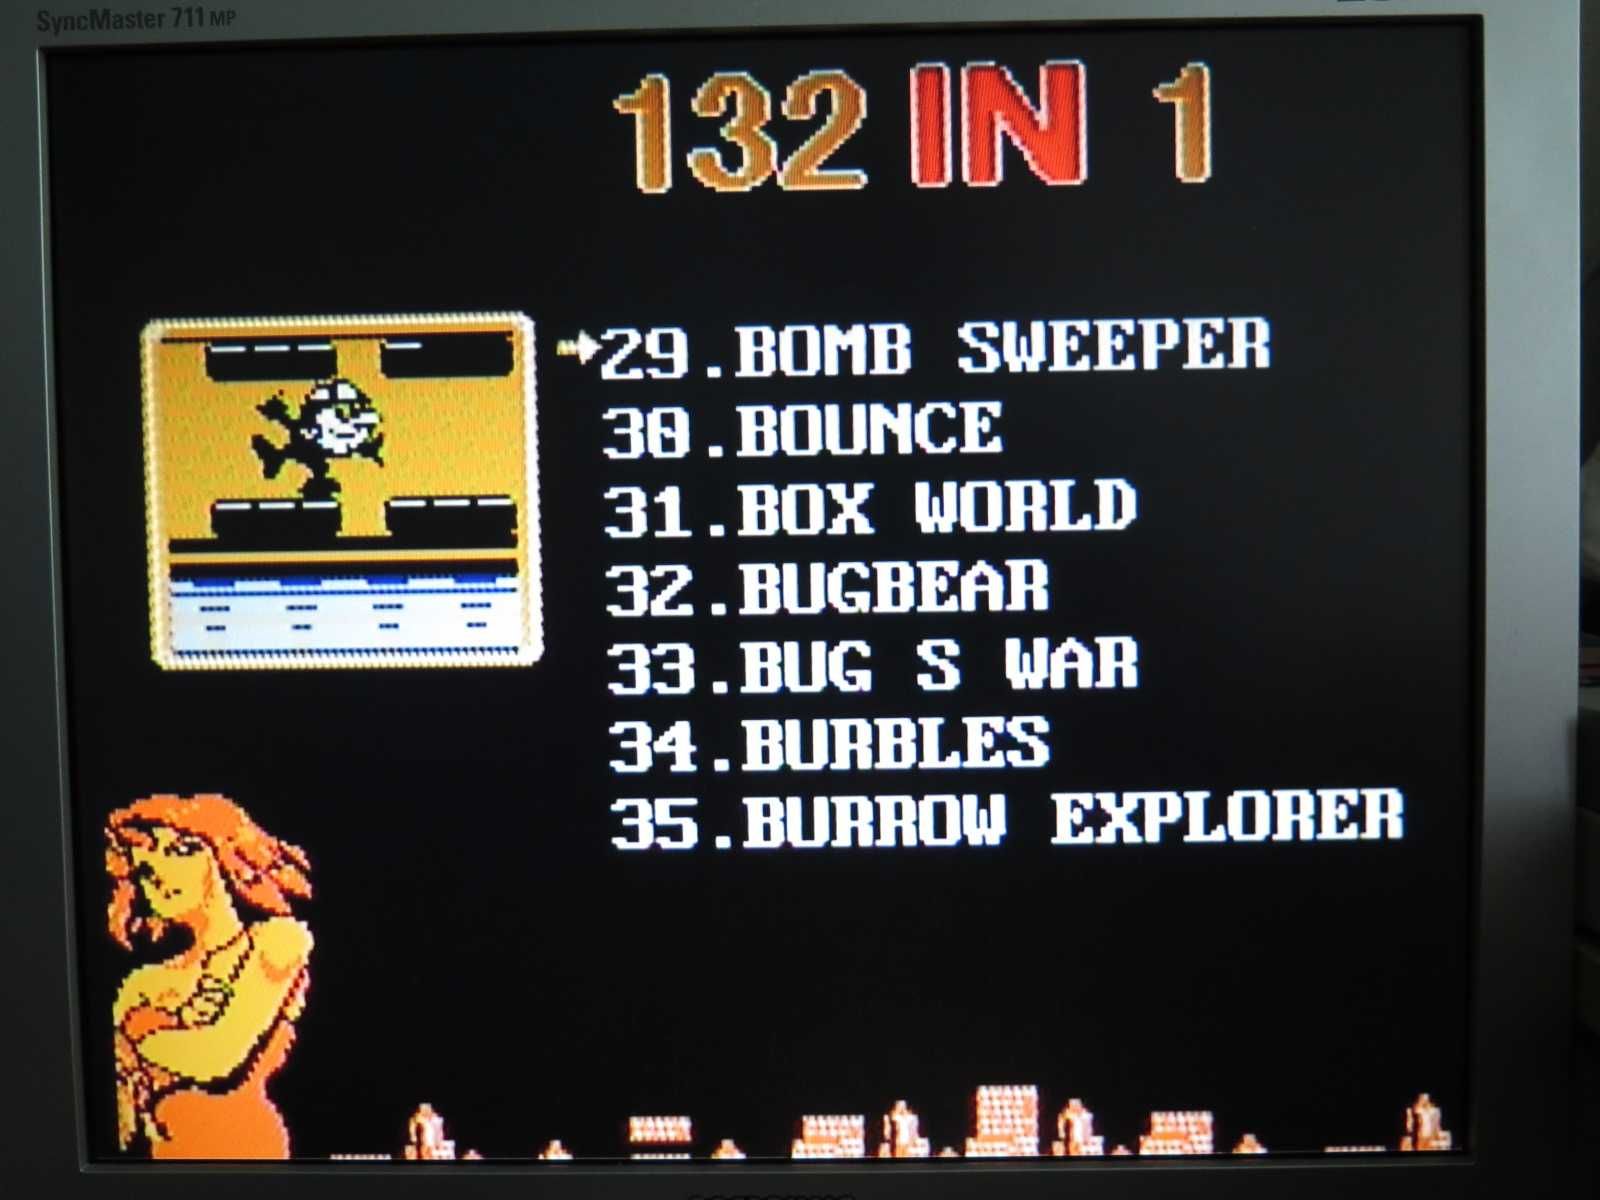 SyncMaster 711 MP
132 IN 1
29.BOMB SWEEPER
30.BOUNCE
31.BOX WORLD
32.BUGBEAR
33.BUG S WAR
34.BURBLES
35.BURROW EXPLORER